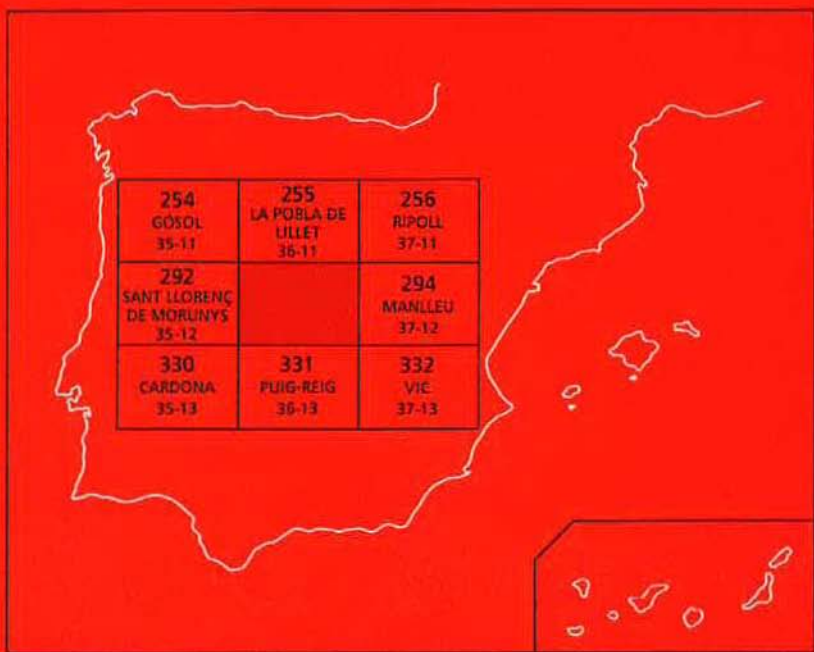 254
GÓSOL
35-11
255
LA POBLA DE
LILLET
36-11
256
RIPOLL
37-11
292
SANT LLORENÇ
DE MORUNYS
35-12
294
MANLLEU
37-12
330
CARDONA
35-13
331
PUIG-REIG
36-13
332
VIC
37-13